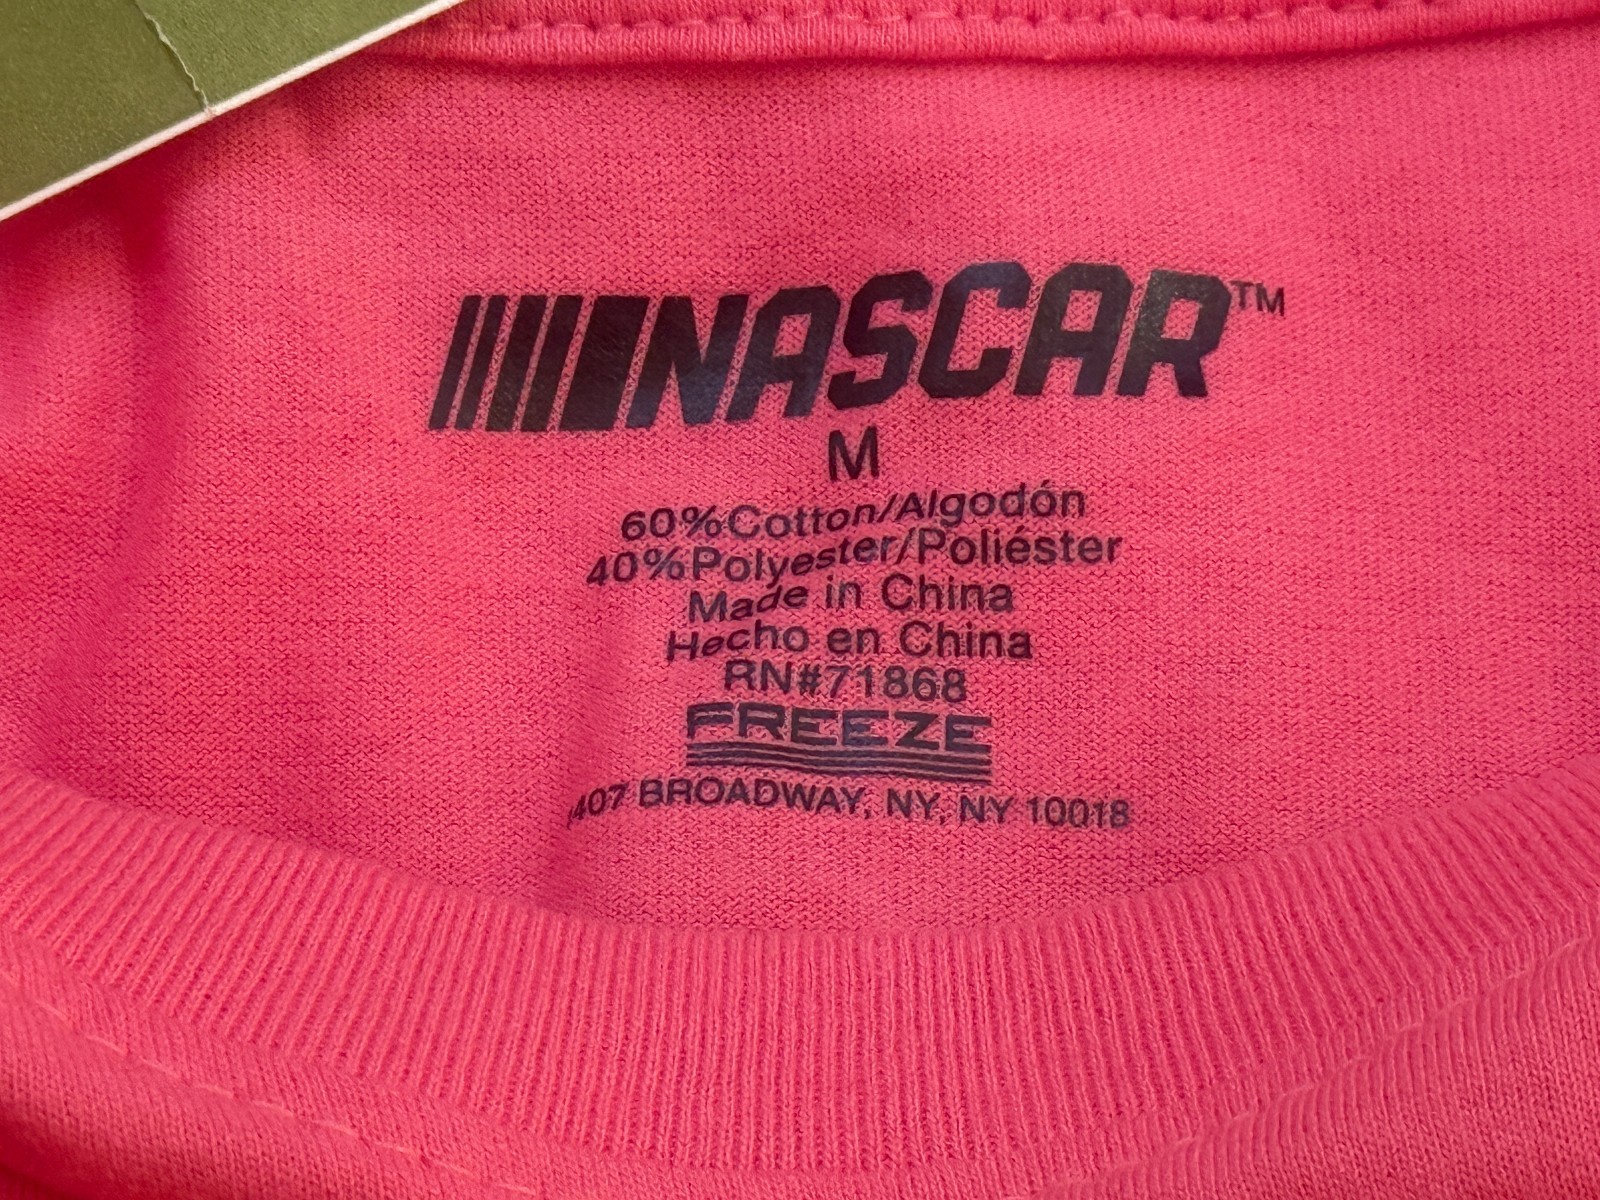 NASCAR™
M
60%Cotton/Algodón
40%Polyester/Poliéster
Made in China
Hecho en China
RN#71868
FREEZE
1407 BROADWAY, NY, NY 10018